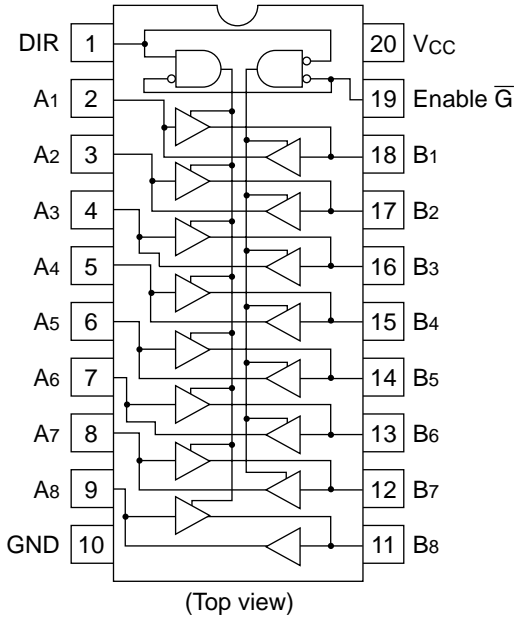 DIR 1 20 VCC
A1 2 19 Enable G̅
A2 3 18 B1
A3 4 17 B2
A4 5 16 B3
A5 6 15 B4
A6 7 14 B5
A7 8 13 B6
A8 9 12 B7
GND 10 11 B8
(Top view)